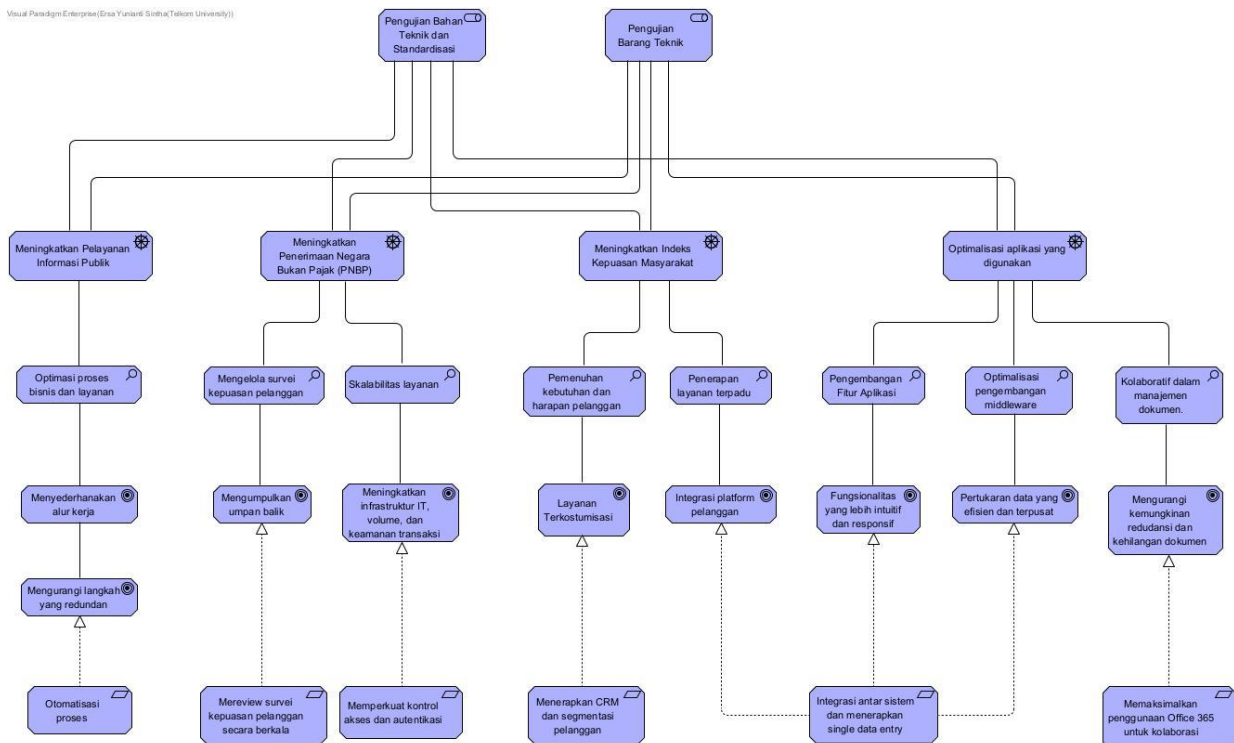 Visual Paradigm Enterprise(Ersa Yunianti Sintha(Telkom University))
Pengujian Bahan
Teknik dan
Standardisasi
Pengujian
Barang Teknik
Meningkatkan Pelayanan
Informasi Publik
Meningkatkan
Penerimaan Negara
Bukan Pajak (PNBP)
Meningkatkan Indeks
Kepuasan Masyarakat
Optimalisasi aplikasi yang
digunakan
Optimasi proses
bisnis dan layanan
Mengelola survei
kepuasan pelanggan
Skalabilitas layanan
Pemenuhan
kebutuhan dan
harapan pelanggan
Penerapan
layanan terpadu
Pengembangan
Fitur Aplikasi
Optimalisasi
pengembangan
middleware
Kolaboratif dalam
manajemen
dokumen.
Menyederhanakan
alur kerja
Mengumpulkan
umpan balik
Meningkatkan
infrastruktur IT,
volume, dan
keamanan transaksi
Layanan
Terkostumisasi
Integrasi platform
pelanggan
Fungsionalitas
yang lebih intuitif
dan responsif
Pertukaran data yang
efisien dan terpusat
Mengurangi
kemungkinan
redudansi dan
kehilangan dokumen
Mengurangi langkah
yang redundan
Otomatisasi
proses
Mereview survei
kepuasan pelanggan
secara berkala
Memperkuat kontrol
akses dan autentikasi
Menerapkan CRM
dan segmentasi
pelanggan
Integrasi antar sistem
dan menerapkan
single data entry
Memaksimalkan
penggunaan Office 365
untuk kolaborasi